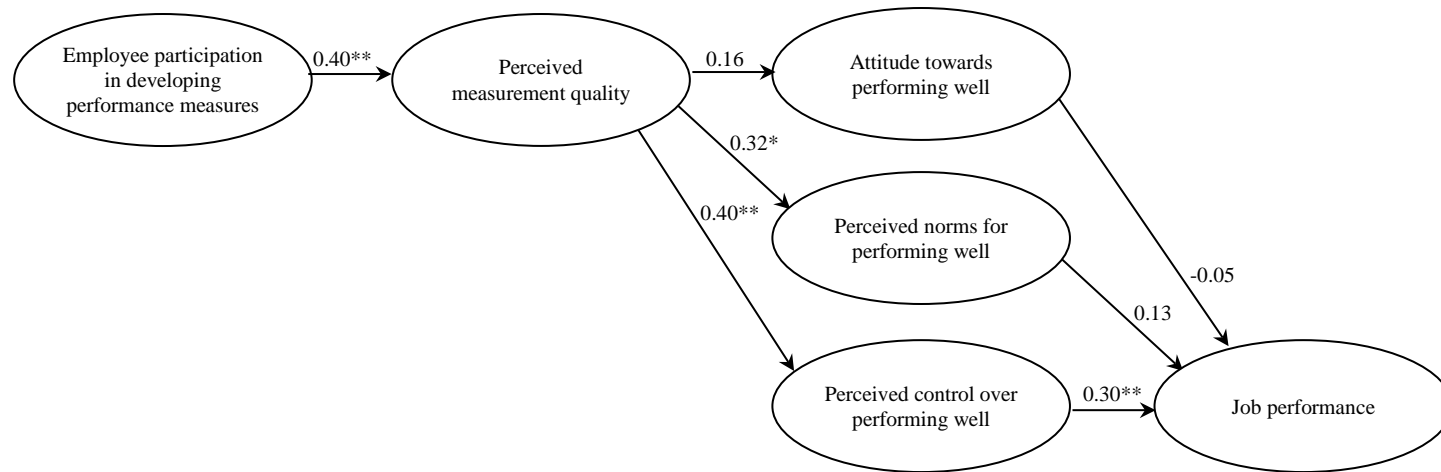 Employee participation
in developing
performance measures
0.40**
Perceived
measurement quality
0.16
Attitude towards
performing well
0.32*
0.40**
Perceived norms for
performing well
-0.05
0.13
Perceived control over
performing well
0.30**
Job performance